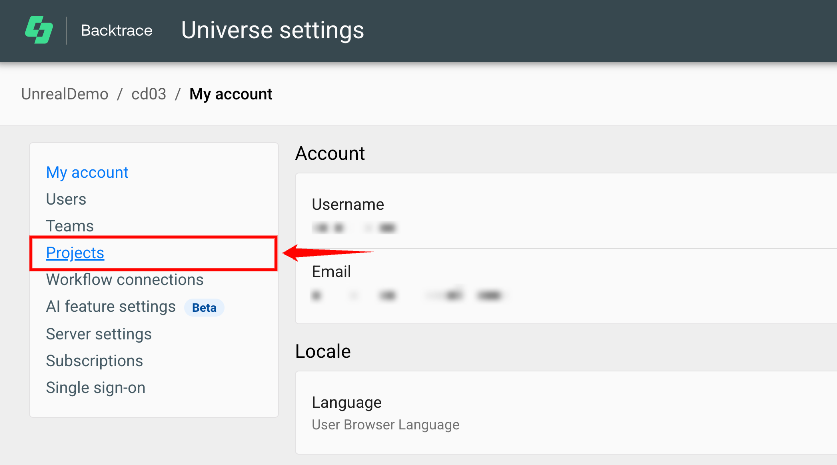 Backtrace
Universe settings
UnrealDemo / cd03 / My account
My account
Users
Teams
Projects
Workflow connections
AI feature settings Beta
Server settings
Subscriptions
Single sign-on
Account
Username
Email
Locale
Language
User Browser Language